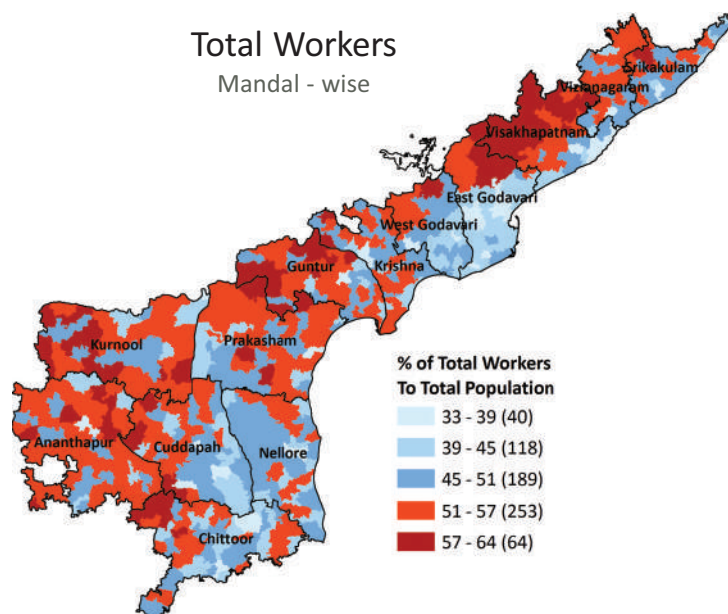 Total Workers
Mandal - wise
Srikakulam
Vizianagaram
Visakhapatnam
East Godavari
West Godavari
Krishna
Guntur
Prakasham
Kurnool
Ananthapur
Cuddapah
Nellore
Chittoor
% of Total Workers
To Total Population
33 - 39 (40)
39 - 45 (118)
45 - 51 (189)
51 - 57 (253)
57 - 64 (64)